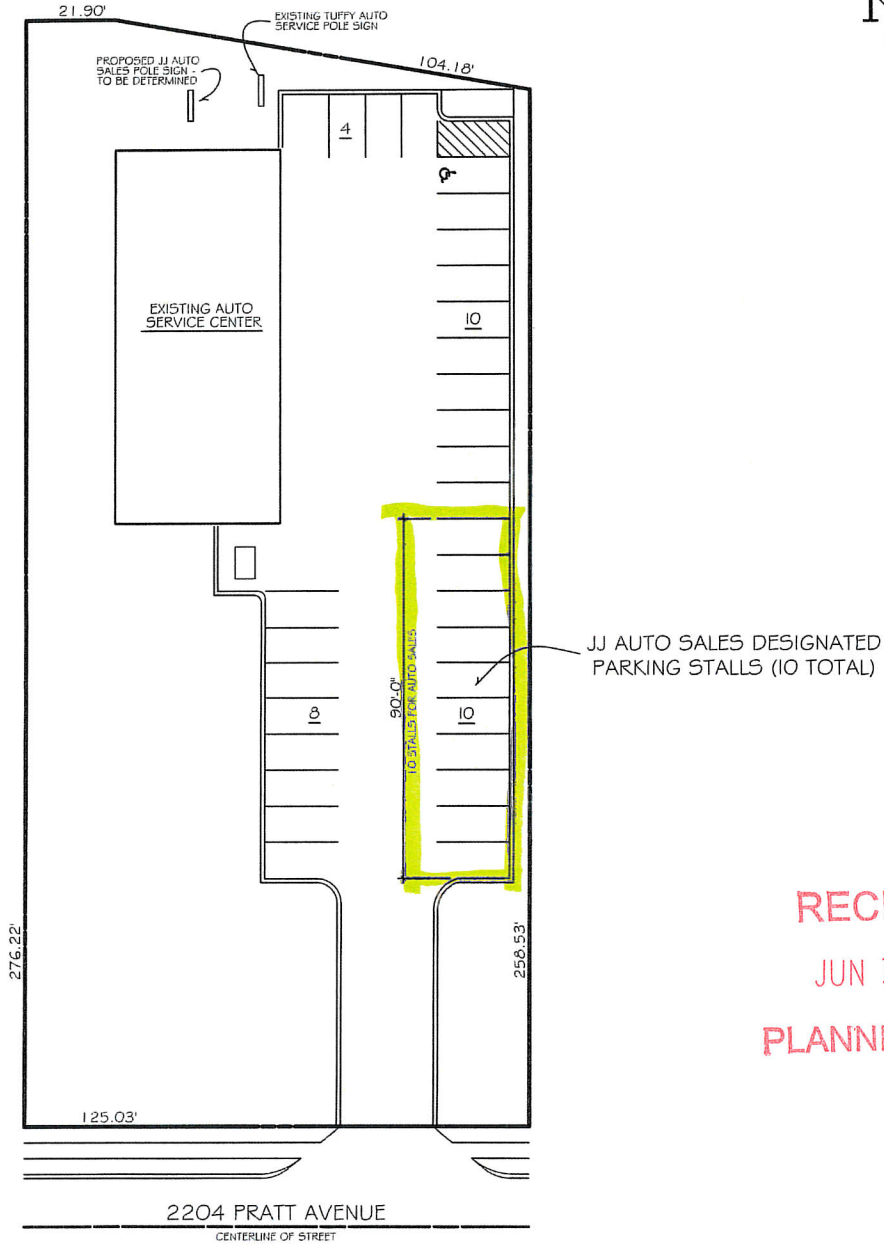 N
21.90'
EXISTING TUFFY AUTO
SERVICE POLE SIGN
PROPOSED JJ AUTO
SALES POLE SIGN -
TO BE DETERMINED
104.18'
4
EXISTING AUTO
SERVICE CENTER
10
JJ AUTO SALES DESIGNATED
PARKING STALLS (10 TOTAL)
8
90'-0"
10 STALLS FOR AUTO SALES
10
276.22'
258.53'
JUN
125.03'
2204 PRATT AVENUE
CENTERLINE OF STREET